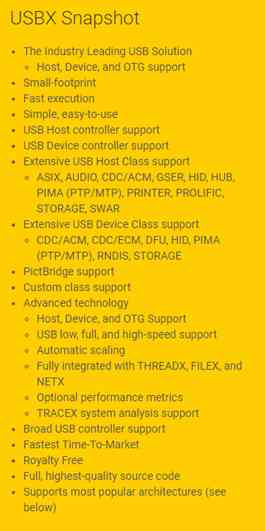 USBX Snapshot
The Industry Leading USB Solution
Host, Device, and OTG support
Small-footprint
Fast execution
Simple, easy-to-use
USB Host controller support
USB Device controller support
Extensive USB Host Class support
ASIX, AUDIO, CDC/ACM, GSER, HID, HUB,
PIMA (PTP/MTP), PRINTER, PROLIFIC,
STORAGE, SWAR
Extensive USB Device Class support
CDC/ACM, CDC/ECM, DFU, HID, PIMA
(PTP/MTP), RNDIS, STORAGE
PictBridge support
Custom class support
Advanced technology
Host, Device, and OTG Support
USB low, full, and high-speed support
Automatic scaling
Fully integrated with THREADX, FILEX, and
NETX
Optional performance metrics
TRACEX system analysis support
Broad USB controller support
Fastest Time-To-Market
Royalty Free
Full, highest-quality source code
Supports most popular architectures (see
below)